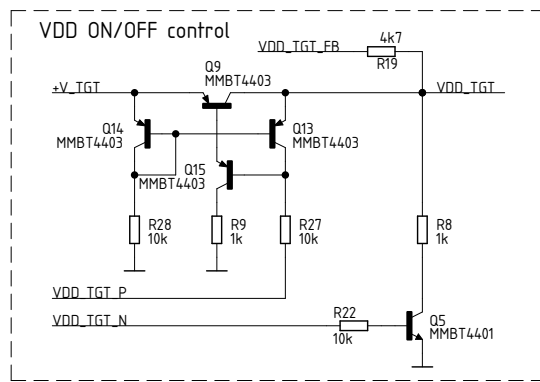 VDD ON/OFF control
VDD_TGT_FB
4k7
R19
Q9
MMBT4403
+V_TGT
VDD_TGT
Q14
MMBT4403
Q13
MMBT4403
Q15
MMBT4403
R28
10k
R9
1k
R27
10k
R8
1k
VDD_TGT_P
VDD_TGT_N
R22
10k
Q5
MMBT4401